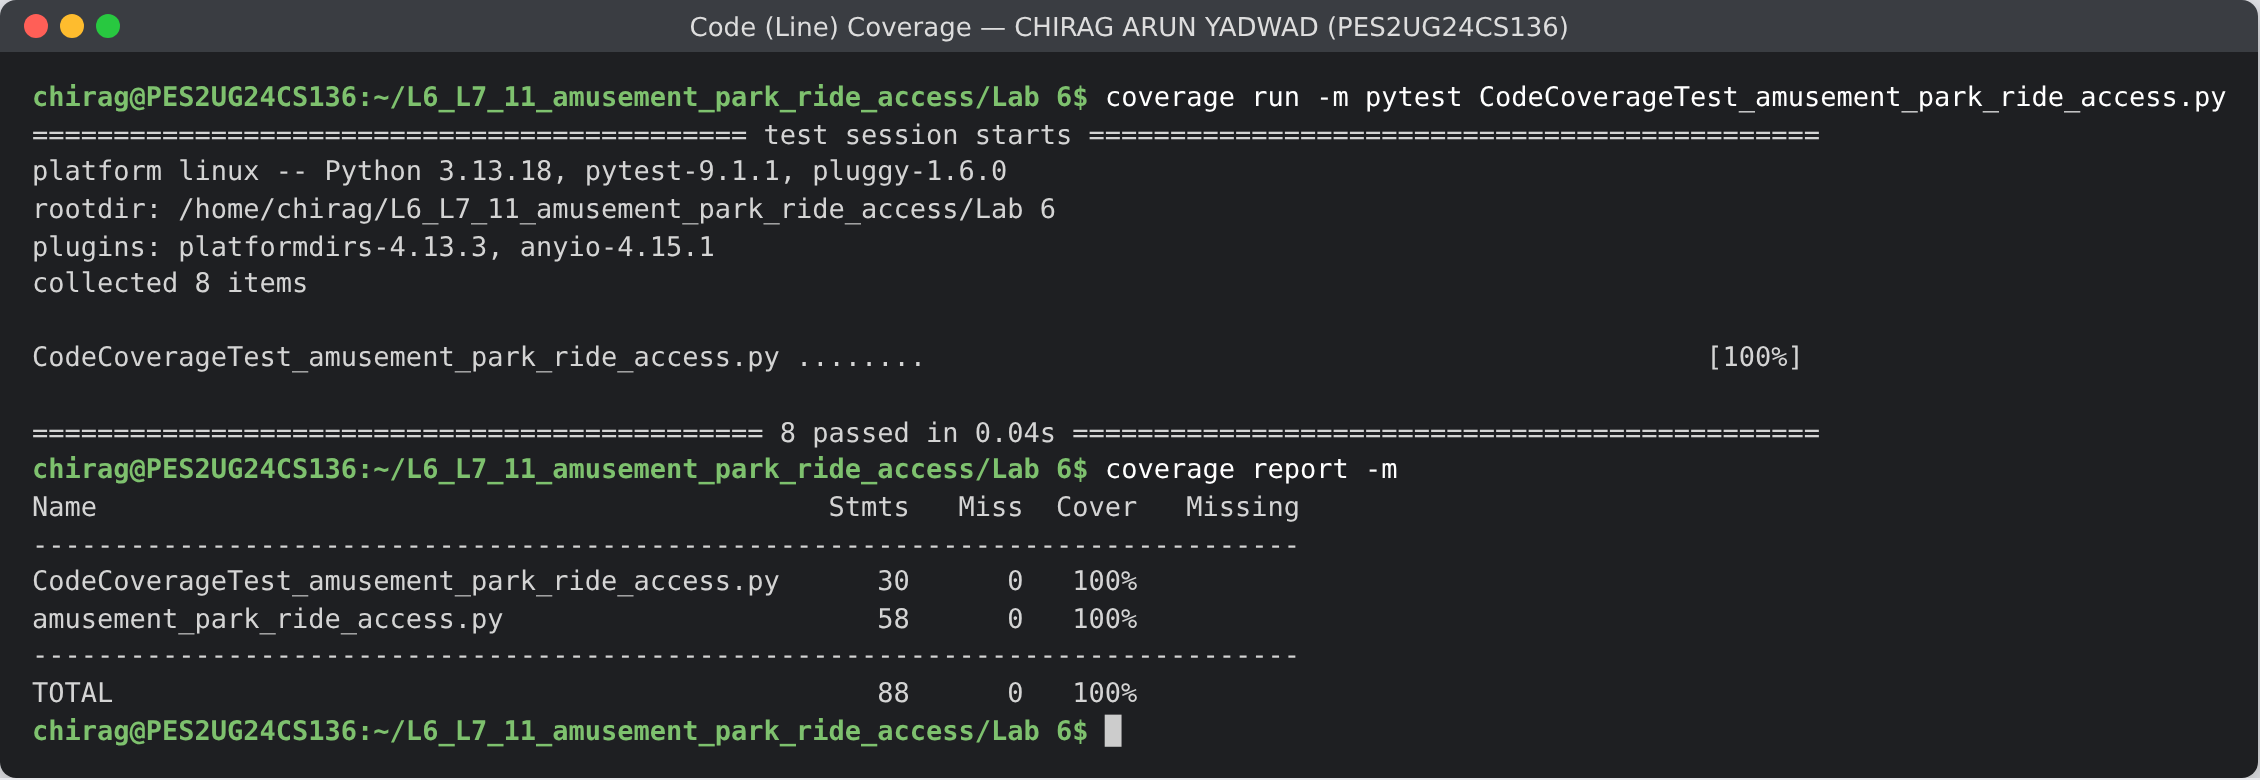 Code (Line) Coverage — CHIRAG ARUN YADWAD (PES2UG24CS136)
chirag@PES2UG24CS136:~/L6_L7_11_amusement_park_ride_access/Lab 6$ coverage run -m pytest CodeCoverageTest_amusement_park_ride_access.py
============================================ test session starts =============================================
platform linux -- Python 3.13.18, pytest-9.1.1, pluggy-1.6.0
rootdir: /home/chirag/L6_L7_11_amusement_park_ride_access/Lab 6
plugins: platformdirs-4.13.3, anyio-4.15.1
collected 8 items
CodeCoverageTest_amusement_park_ride_access.py ........ [100%]
============================================= 8 passed in 0.04s ==============================================
chirag@PES2UG24CS136:~/L6_L7_11_amusement_park_ride_access/Lab 6$ coverage report -m
Name Stmts Miss Cover Missing
------------------------------------------------------------------------------
CodeCoverageTest_amusement_park_ride_access.py 30 0 100%
amusement_park_ride_access.py 58 0 100%
------------------------------------------------------------------------------
TOTAL 88 0 100%
chirag@PES2UG24CS136:~/L6_L7_11_amusement_park_ride_access/Lab 6$